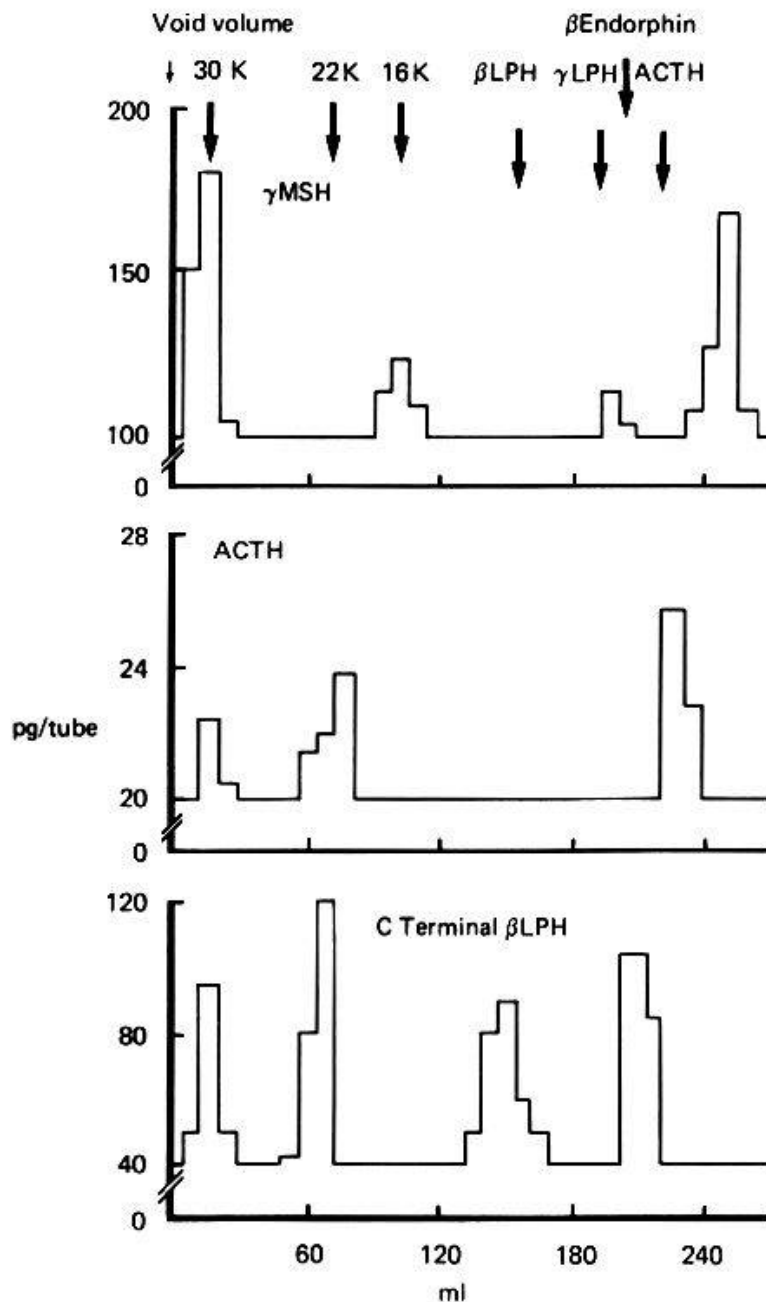 Void volume βEndorphin
30 K 22K 16K βLPH γLPH ACTH
200
γMSH
150
100
0
28
ACTH
24
pg/tube
20
0
120
C Terminal βLPH
80
40
0
60 120 180 240
ml